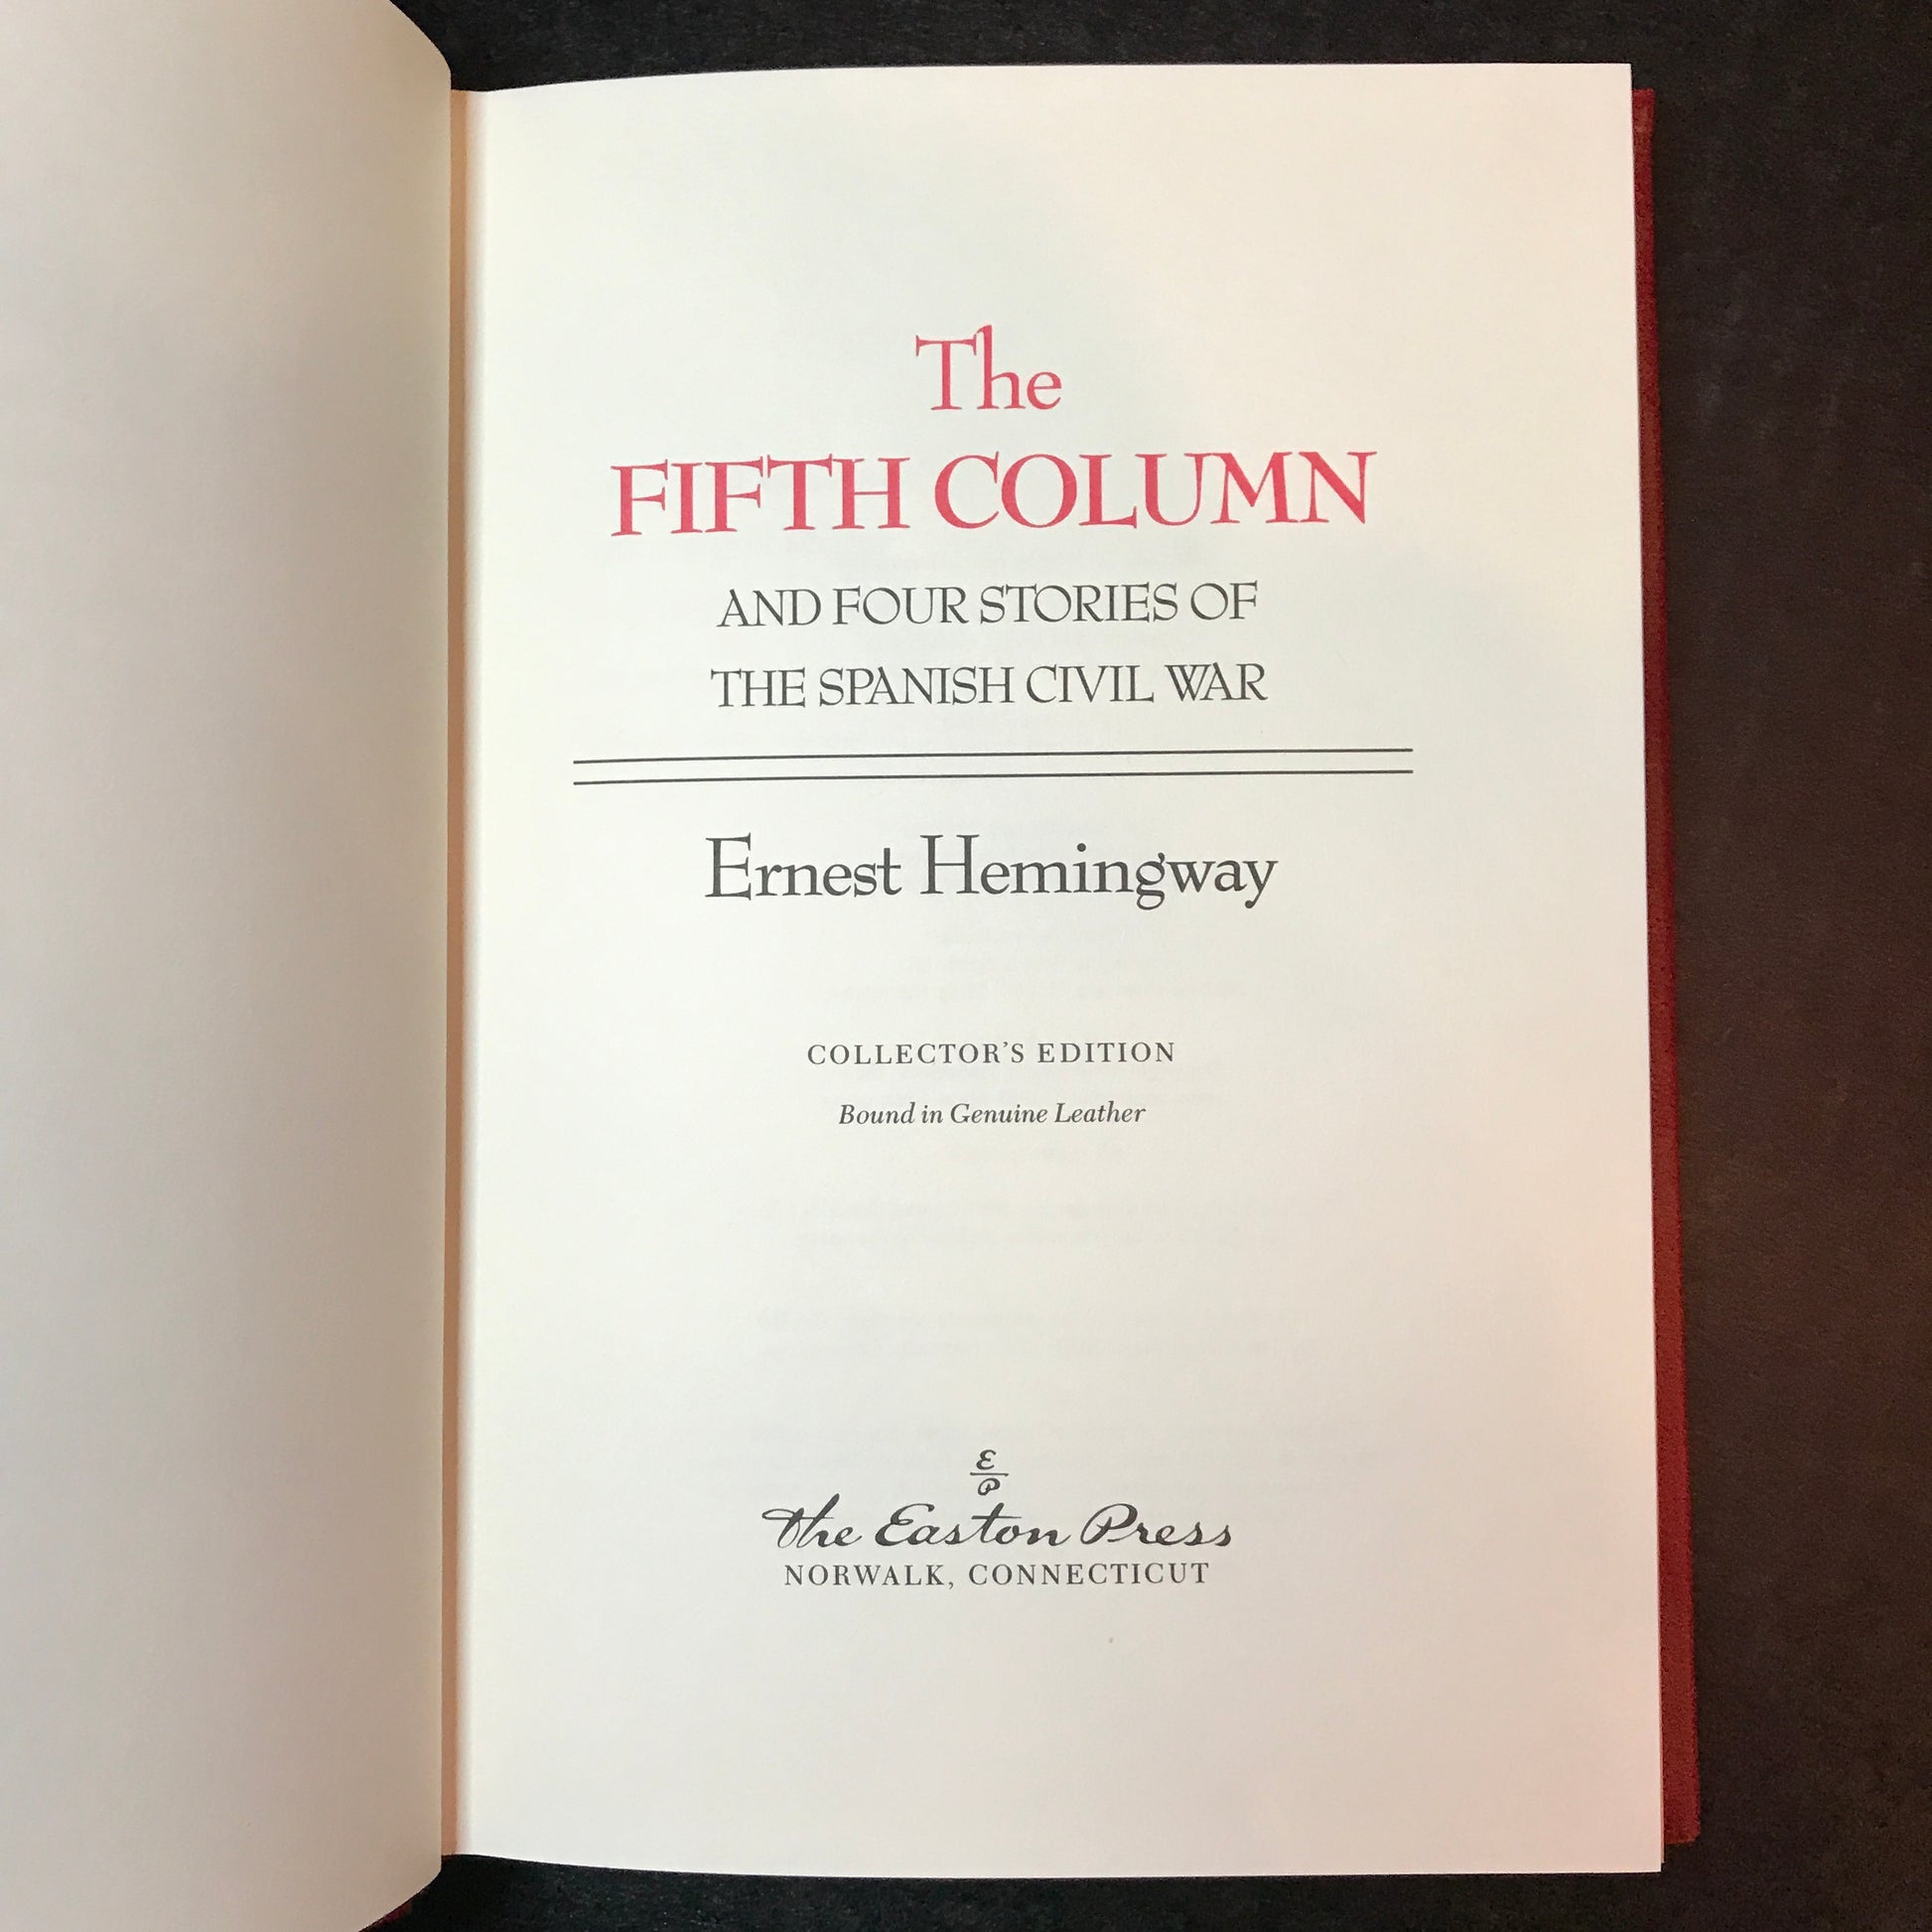 The
FIFTH COLUMN
AND FOUR STORIES OF
THE SPANISH CIVIL WAR
Ernest Hemingway
COLLECTOR'S EDITION
Bound in Genuine Leather
E
P
The Easton Press
NORWALK, CONNECTICUT